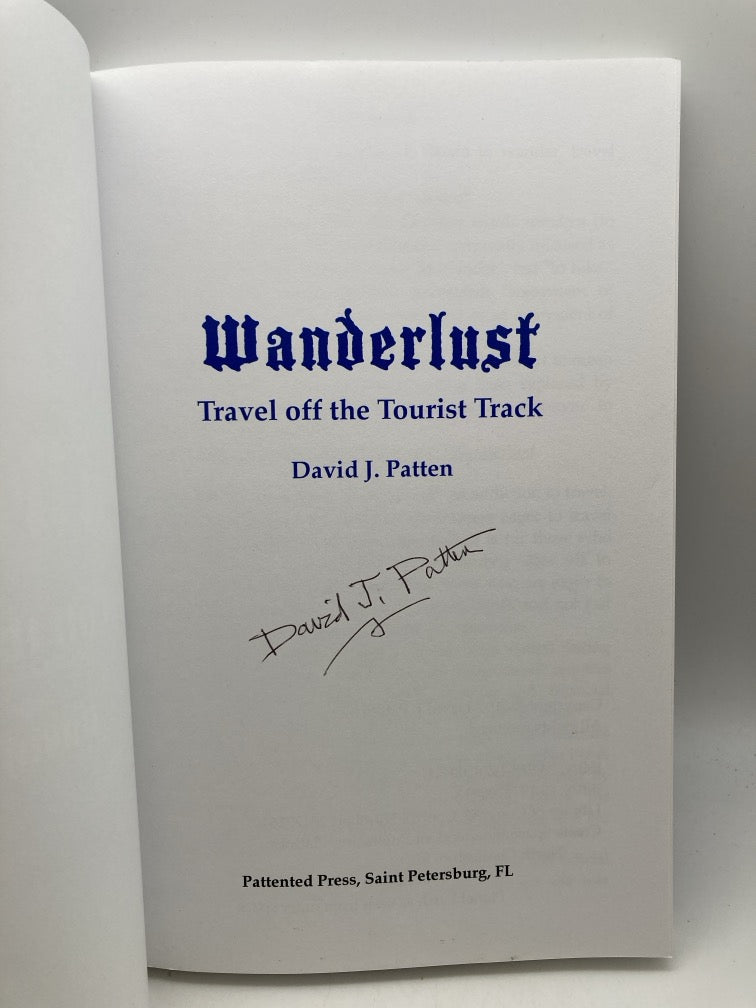 Wanderlust
Travel off the Tourist Track
David J. Patten
David J. Patten
Pattented Press, Saint Petersburg, FL